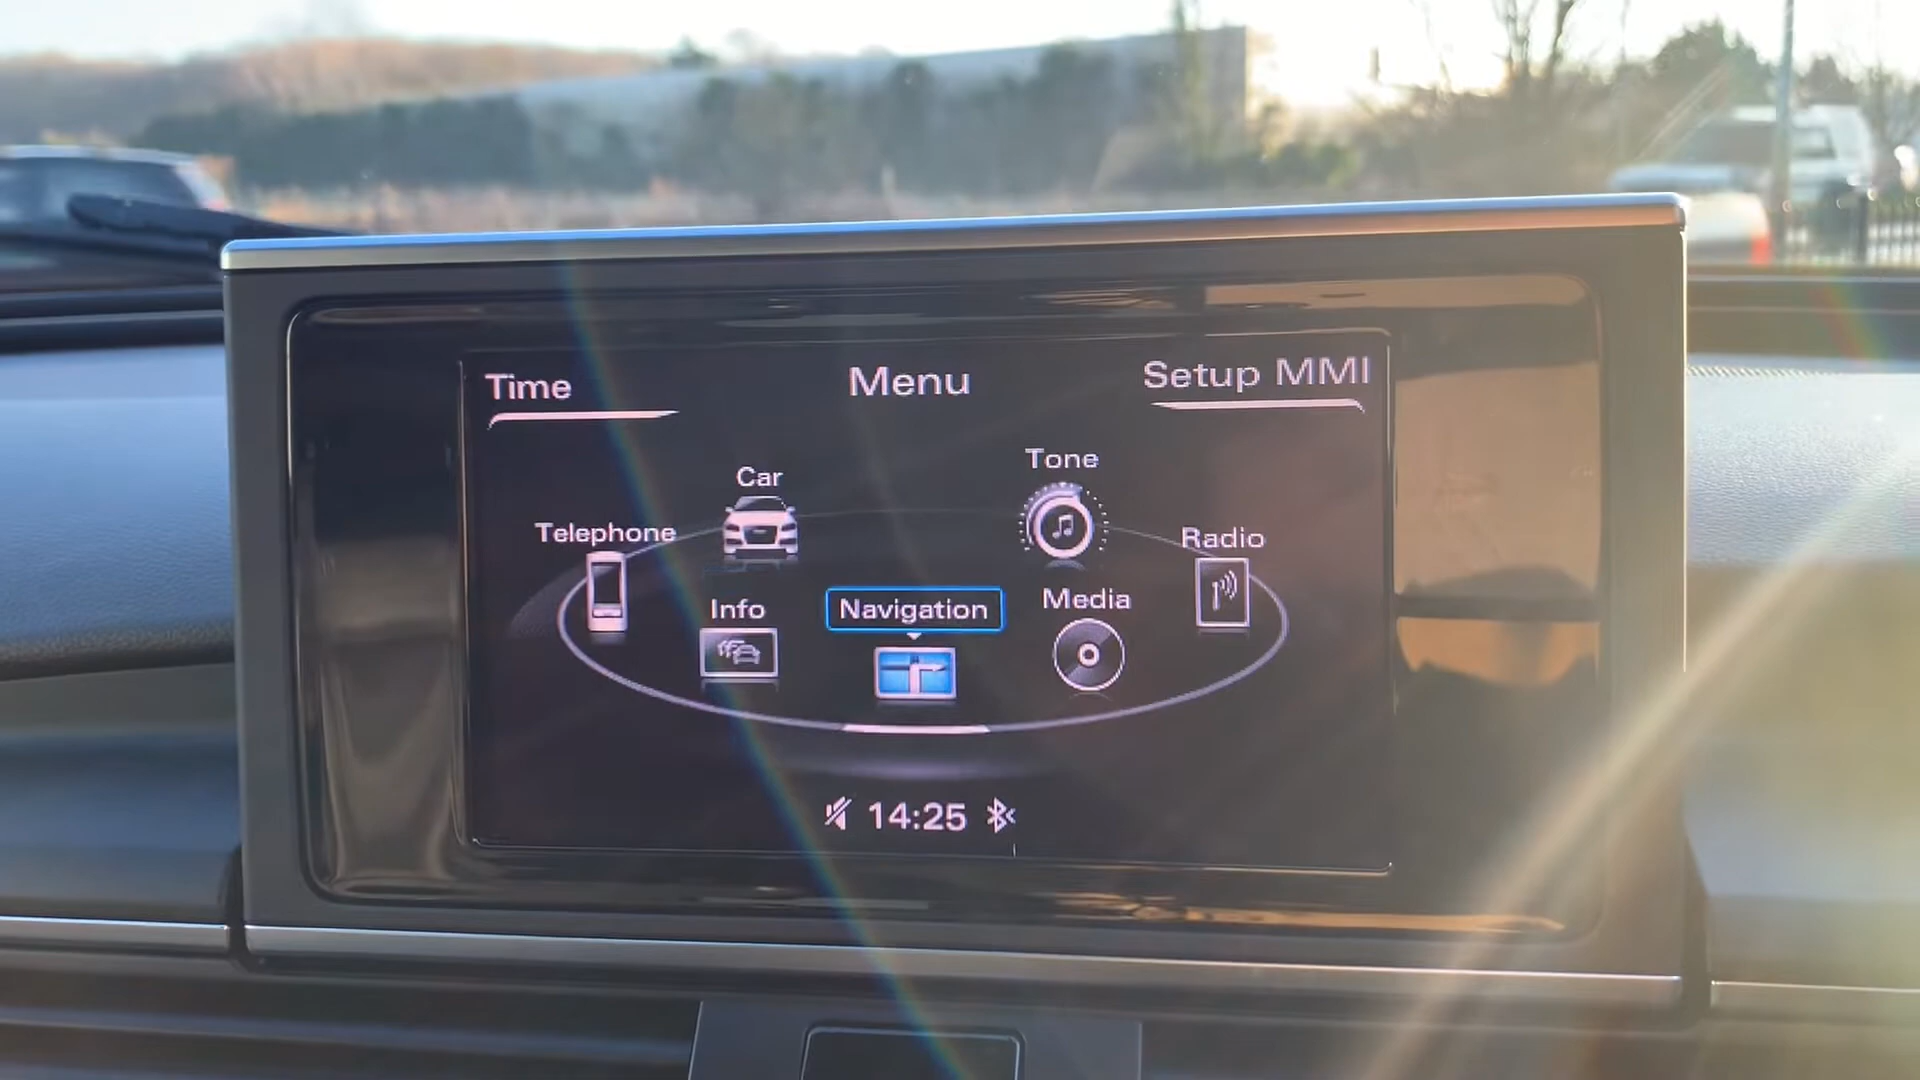 Time
Menu
Setup MMI
Car
Tone
Telephone
Radio
Info
Navigation
Media
14:25